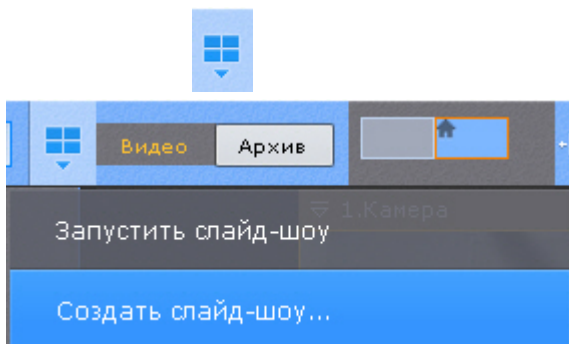 Видео Архив
1.Камера
Запустить слайд-шоу
Создать слайд-шоу...